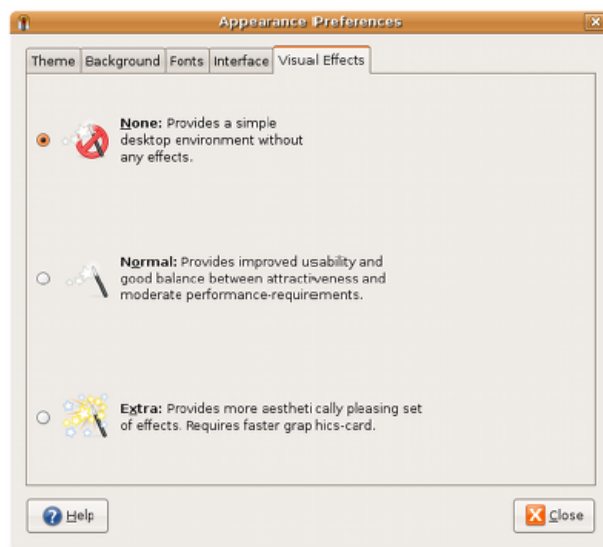 Appearance Preferences
Theme Background Fonts Interface Visual Effects
None: Provides a simple
desktop environment without
any effects.
Normal: Provides improved usability and
good balance between attractiveness and
moderate performance-requirements.
Extra: Provides more aestheti cally pleasing set
of effects. Requires faster grap hics-card.
Help Close